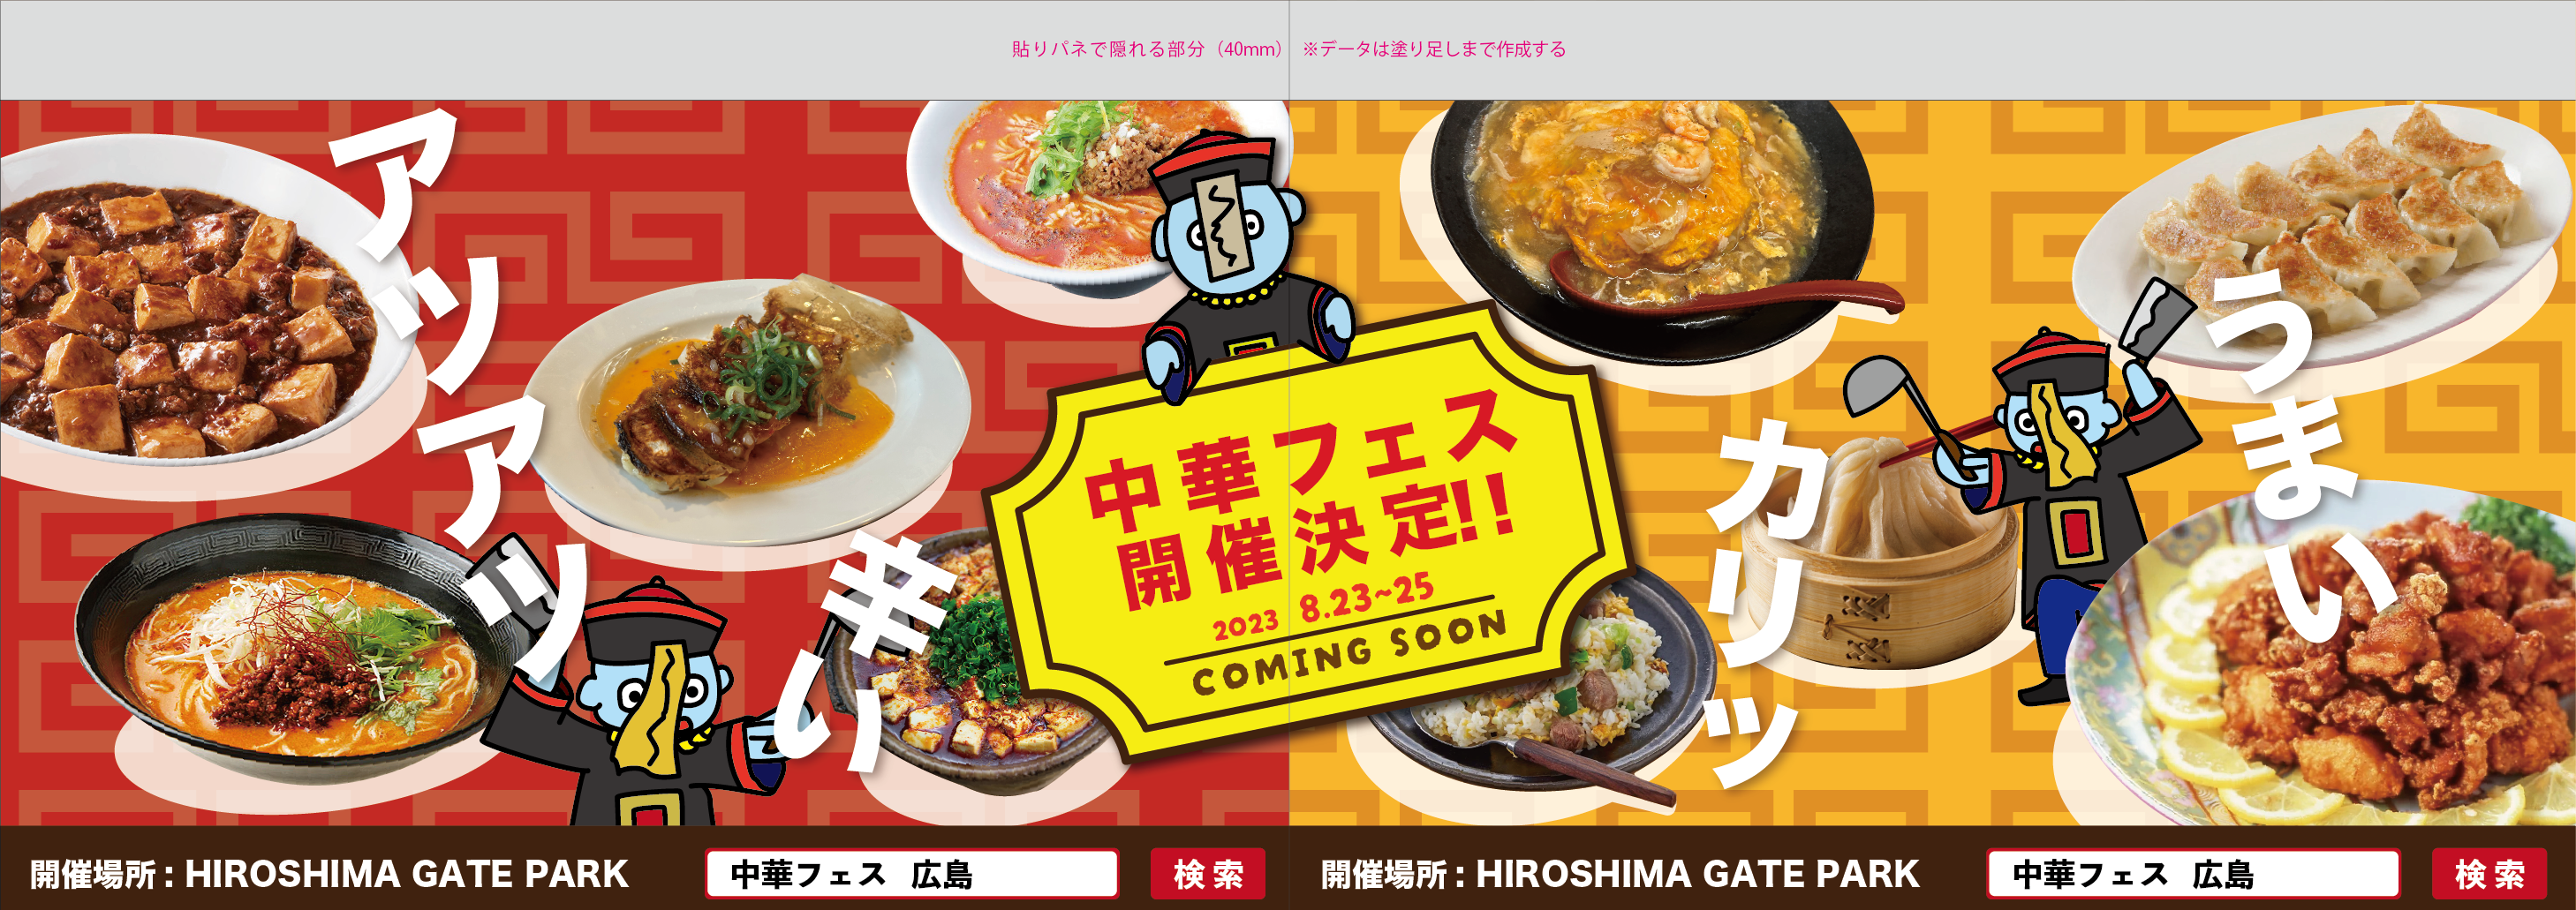 貼りパネで隠れる部分（40mm） ※データは塗り足しまで作成する
アツアツ
辛い
中華フェス
開催決定!!
2023 8.23~25
COMING SOON
カリッ
うまい
開催場所 : HIROSHIMA GATE PARK
中華フェス 広島
検索
開催場所 : HIROSHIMA GATE PARK
中華フェス 広島
検索